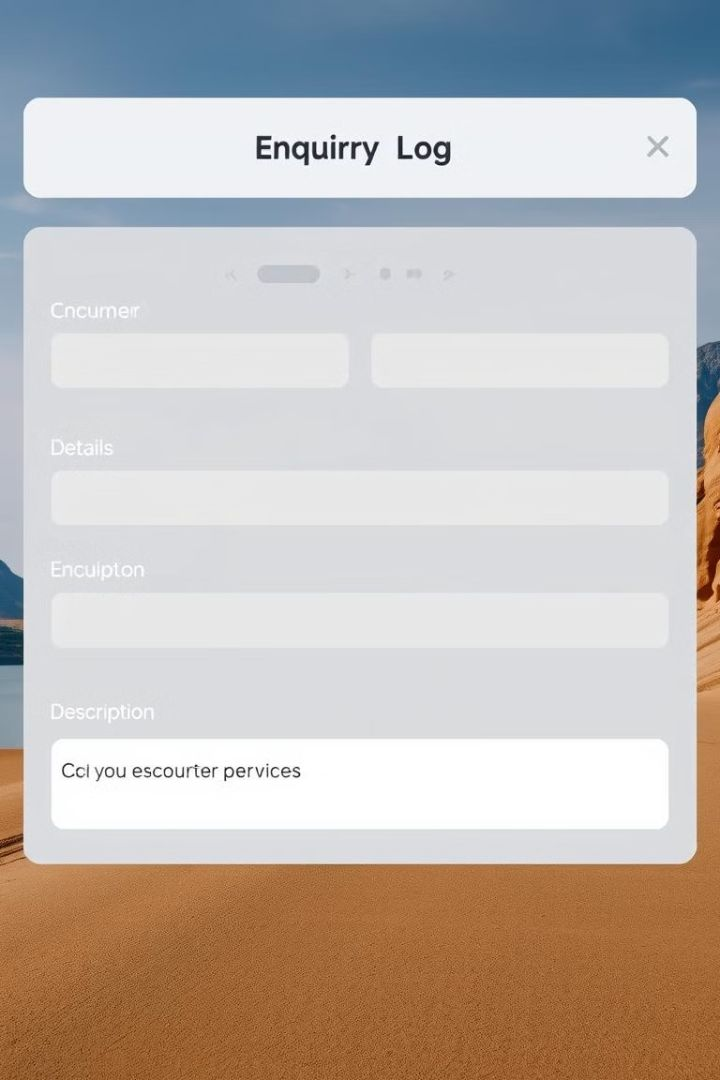 Enquirry Log
Cncumer
Details
Encuipton
Description
Ccl you escourter pervices